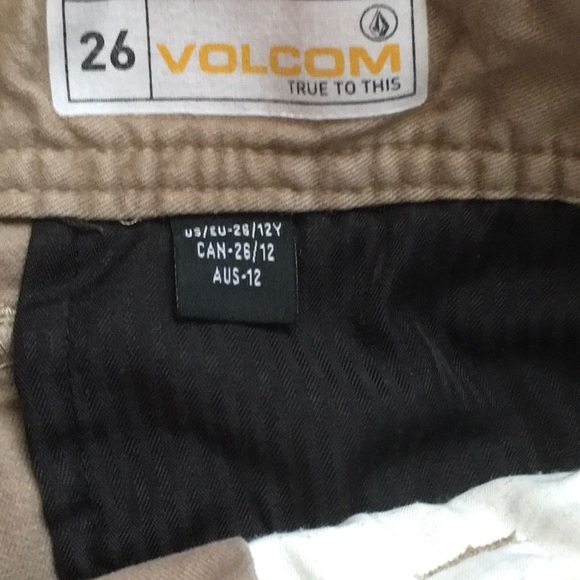 26 VOLCOM
TRUE TO THIS
US/EU-26/12Y
CAN-26/12
AUS-12